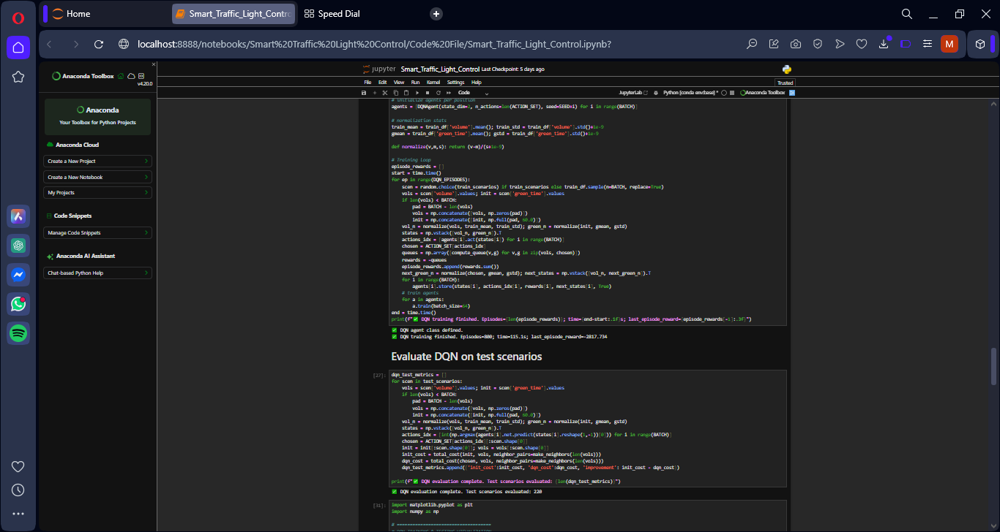 Home
Smart_Traffic_Light_Contro
Speed Dial
localhost:8888/notebooks/Smart%20Traffic%20Light%20Control/Code%20File/Smart_Traffic_Light_Control.ipynb?
M
Anaconda Toolbox
v4.20.0
Anaconda
Your Toolbox for Python Projects
Anaconda Cloud
Create a New Project
Create a New Notebook
My Projects
Code Snippets
Manage Code Snippets
Anaconda AI Assistant
Chat-based Python Help
jupyter Smart_Traffic_Light_Control Last Checkpoint: 5 days ago
File Edit View Run Kernel Settings Help
Trusted
Code
JupyterLab
Python [conda env:base] *
Anaconda Toolbox
# initialize agents per position
agents = [DQNAgent(state_dim=2, n_actions=len(ACTION_SET), seed=SEED+i) for i in range(BATCH)]
# normalization stats
train_mean = train_df['volume'].mean(); train_std = train_df['volume'].std()+1e-9
gmean = train_df['green_time'].mean(); gstd = train_df['green_time'].std()+1e-9
def normalize(v,m,s): return (v-m)/(s+1e-9)
# Training Loop
episode_rewards = []
start = time.time()
for ep in range(DQN_EPISODES):
scen = random.choice(train_scenarios) if train_scenarios else train_df.sample(n=BATCH, replace=True)
vols = scen['volume'].values; init = scen['green_time'].values
if len(vols) < BATCH:
pad = BATCH - len(vols)
vols = np.concatenate([vols, np.zeros(pad)])
init = np.concatenate([init, np.full(pad, 60.0)])
vol_n = normalize(vols, train_mean, train_std); green_n = normalize(init, gmean, gstd)
states = np.vstack([vol_n, green_n]).T
actions_idx = [agents[i].act(states[i]) for i in range(BATCH)]
chosen = ACTION_SET[actions_idx]
queues = np.array([compute_queue(v,g) for v,g in zip(vols, chosen)])
rewards = -queues
episode_rewards.append(rewards.sum())
next_green_n = normalize(chosen, gmean, gstd); next_states = np.vstack([vol_n, next_green_n]).T
for i in range(BATCH):
agents[i].store(states[i], actions_idx[i], rewards[i], next_states[i], True)
# train agents
for a in agents:
a.train(batch_size=64)
end = time.time()
print(f"✅ DQN training finished. Episodes={len(episode_rewards)}; time={end-start:.1f}s; last_episode_reward={episode_rewards[-1]:.3f}")
✅ DQN agent class defined.
✅ DQN training finished. Episodes=800; time=115.1s; last_episode_reward=-2817.734
Evaluate DQN on test scenarios
[27]:
dqn_test_metrics = []
for scen in test_scenarios:
vols = scen['volume'].values; init = scen['green_time'].values
if len(vols) < BATCH:
pad = BATCH - len(vols)
vols = np.concatenate([vols, np.zeros(pad)])
init = np.concatenate([init, np.full(pad, 60.0)])
vol_n = normalize(vols, train_mean, train_std); green_n = normalize(init, gmean, gstd)
states = np.vstack([vol_n, green_n]).T
actions_idx = [int(np.argmax(agents[i].net.predict(states[i].reshape(1,-1))[0])) for i in range(BATCH)]
chosen = ACTION_SET[actions_idx][:scen.shape[0]]
init = init[:scen.shape[0]]; vols = vols[:scen.shape[0]]
init_cost = total_cost(init, vols, neighbor_pairs=make_neighbors(len(vols)))
dqn_cost = total_cost(chosen, vols, neighbor_pairs=make_neighbors(len(vols)))
dqn_test_metrics.append({'init_cost':init_cost, 'dqn_cost':dqn_cost, 'improvement': init_cost - dqn_cost})
print(f"✅ DQN evaluation complete. Test scenarios evaluated: {len(dqn_test_metrics)}")
✅ DQN evaluation complete. Test scenarios evaluated: 220
[31]:
import matplotlib.pyplot as plt
import numpy as np